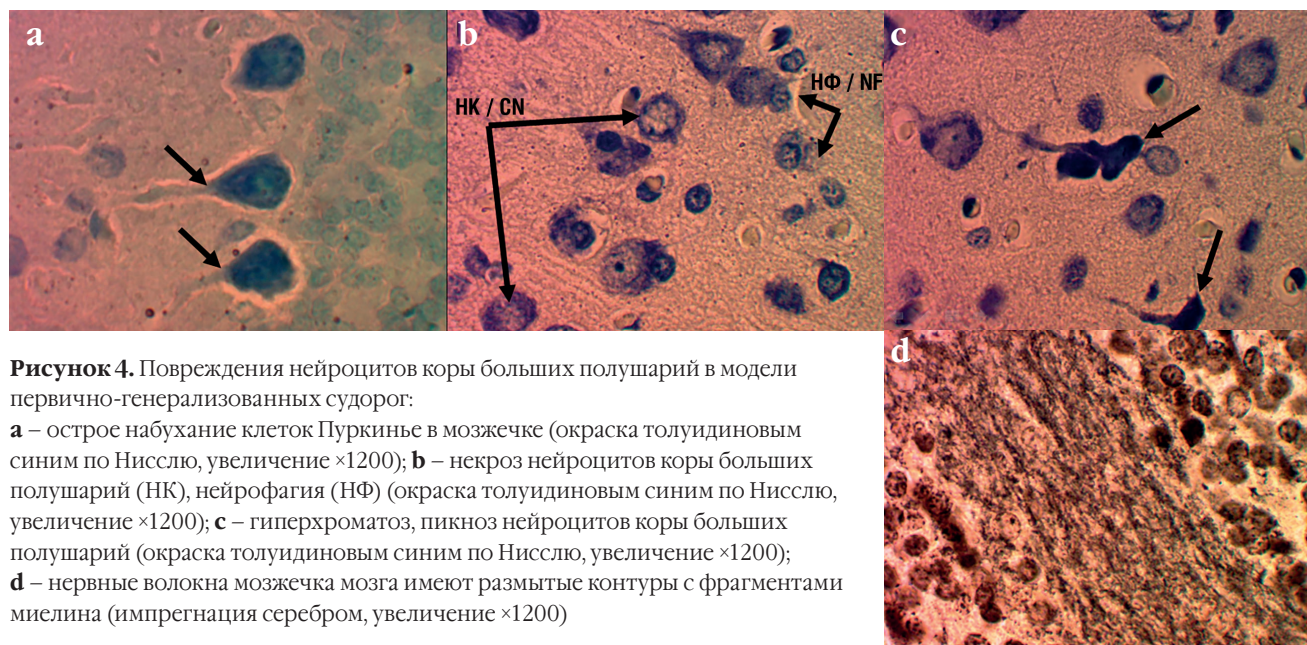 a
b
c
НК / CN
НФ / NF
d
Рисунок 4. Повреждения нейроцитов коры больших полушарий в модели
первично-генерализованных судорог:
a – острое набухание клеток Пуркинье в мозжечке (окраска толуидиновым
синим по Нисслю, увеличение ×1200); b – некроз нейроцитов коры больших
полушарий (НК), нейрофагия (НФ) (окраска толуидиновым синим по Нисслю,
увеличение ×1200); c – гиперхроматоз, пикноз нейроцитов коры больших
полушарий (окраска толуидиновым синим по Нисслю, увеличение ×1200);
d – нервные волокна мозжечка мозга имеют размытые контуры с фрагментами
миелина (импрегнация серебром, увеличение ×1200)